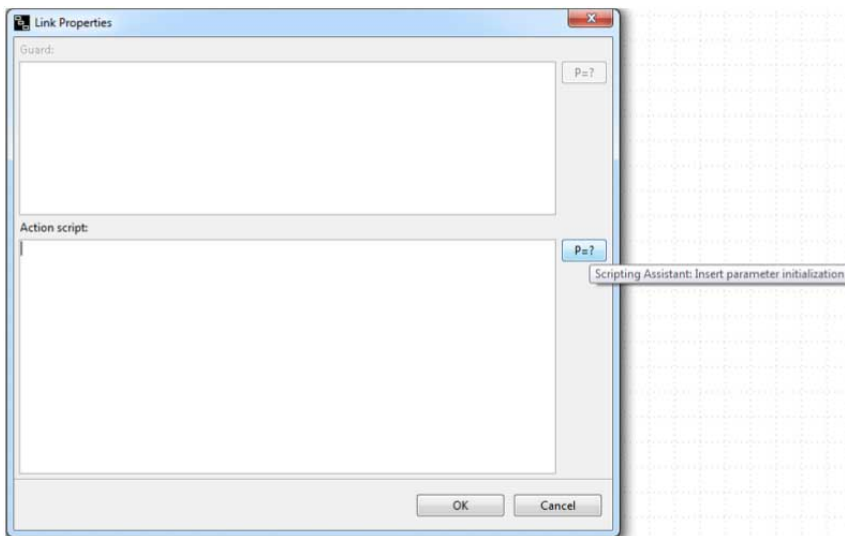 Link Properties
Guard:
P=?
Action script:
P=?
Scripting Assistant: Insert parameter initialization
OK
Cancel